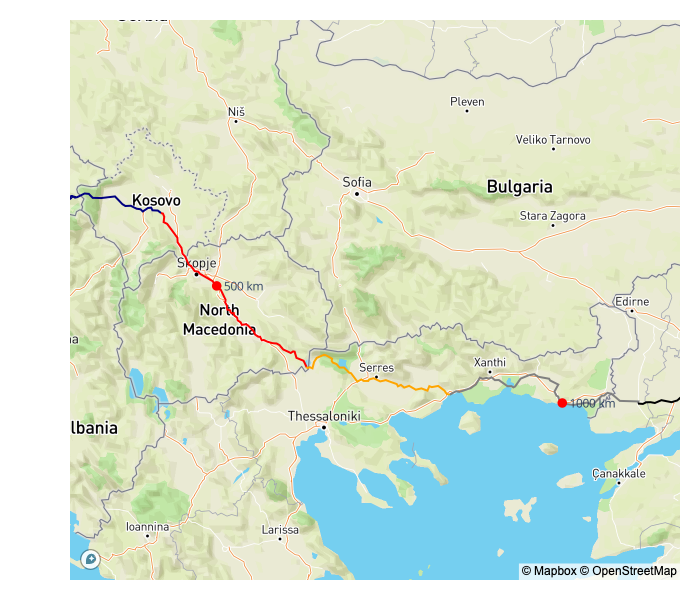 Serbia
Niš
Pleven
Veliko Tarnovo
Sofia
Bulgaria
Kosovo
Stara Zagora
Skopje
500 km
North
Macedonia
Edirne
Serres
Xanthi
1000 km
Thessaloniki
lbania
Çanakkale
Ioannina
Larissa
© Mapbox © OpenStreetMap